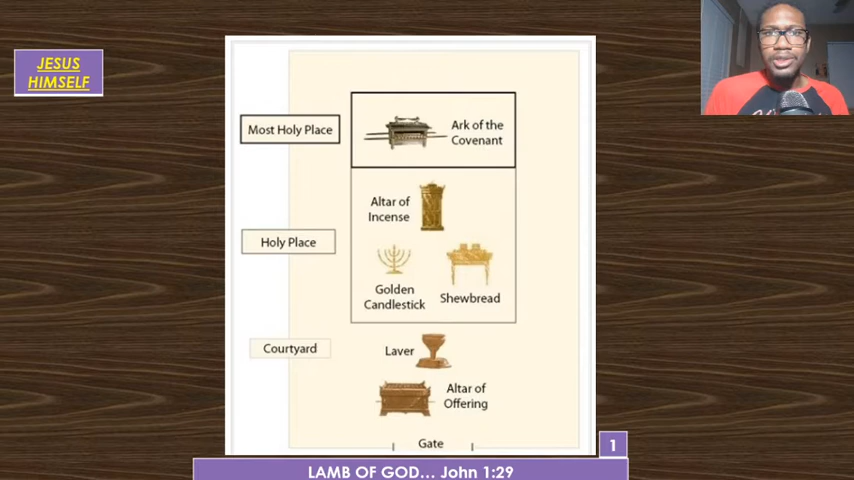 JESUS
HIMSELF
Most Holy Place
Ark of the
Covenant
Altar of
Incense
Holy Place
Golden
Candlestick
Shewbread
Courtyard
Laver
Altar of
Offering
Gate
1
LAMB OF GOD... John 1:29